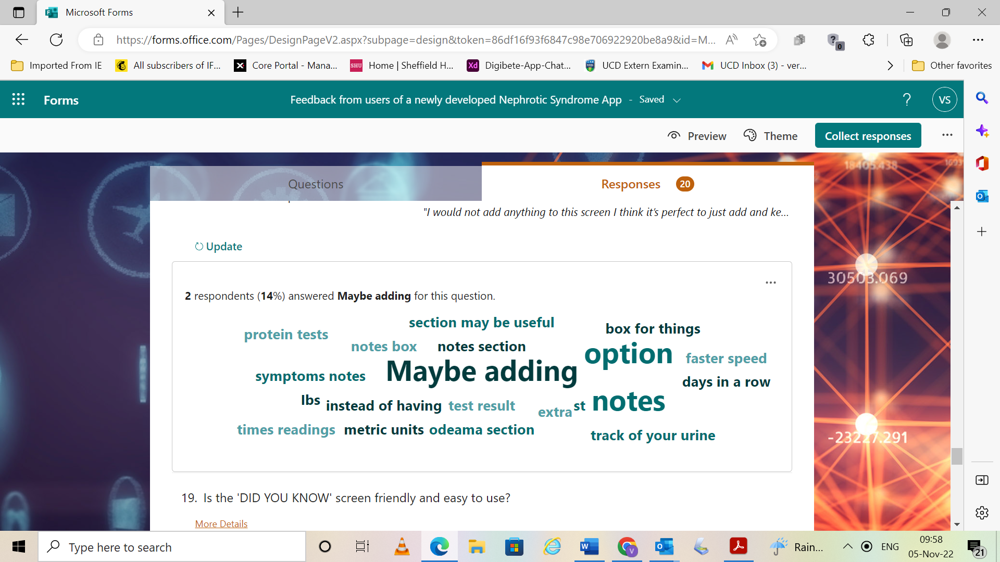 Microsoft Forms
https://forms.office.com/Pages/DesignPageV2.aspx?subpage=design&token=86df16f93f6847c98e706922920be8a9&id=M...
Imported From IE
All subscribers of IF...
Core Portal - Mana...
SHU
Home | Sheffield H...
Xd
Digibete-App-Chat...
UCD Extern Examin...
UCD Inbox (3) - ver...
Other favorites
Forms
Feedback from users of a newly developed Nephrotic Syndrome App - Saved
?
VS
Preview
Theme
Collect responses
...
Questions
Responses 20
18405.438
"I would not add anything to this screen I think it's perfect to just add and ke...
Update
30503.069
...
2 respondents (14%) answered Maybe adding for this question.
section may be useful
box for things
protein tests
notes box
notes section
option
faster speed
symptoms notes
Maybe adding
days in a row
lbs
instead of having
test result
extra
st
notes
times readings
metric units
odeama section
track of your urine
-23227.291
19. Is the 'DID YOU KNOW' screen friendly and easy to use?
More Details
Type here to search
Rain...
ENG
09:58
05-Nov-22
21